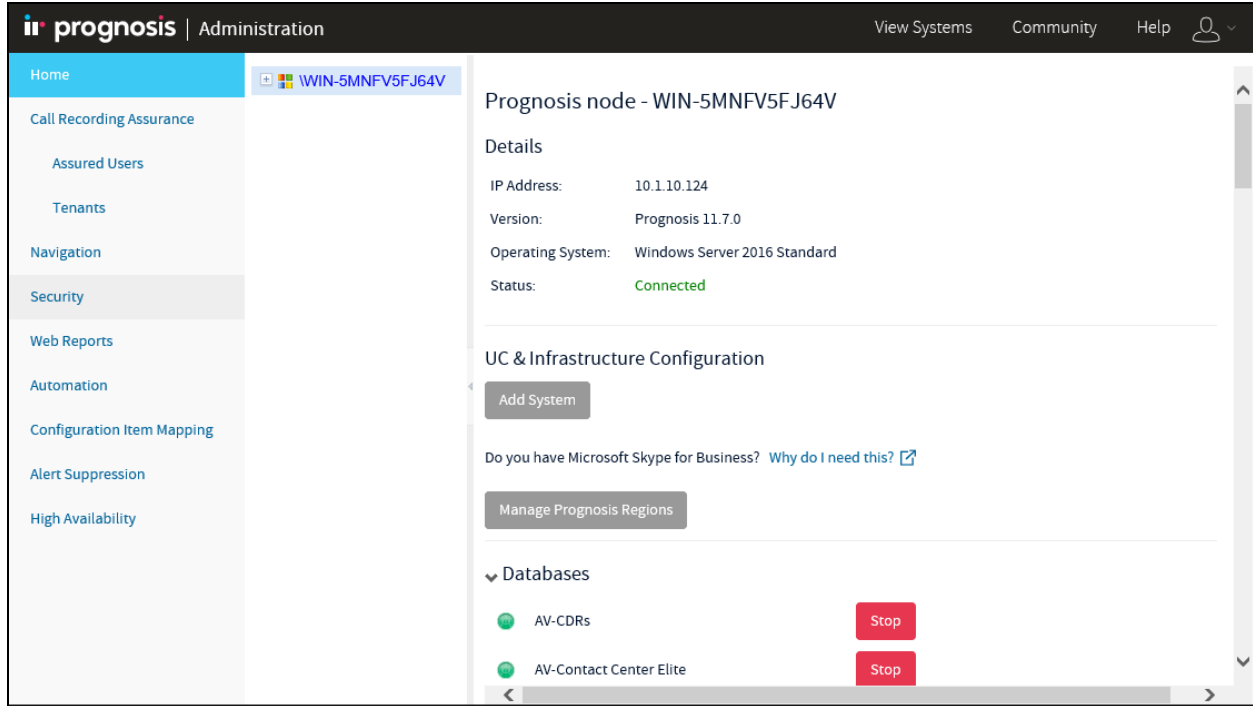 ir prognosis | Administration
View Systems Community Help
Home
Call Recording Assurance
Assured Users
Tenants
Navigation
Security
Web Reports
Automation
Configuration Item Mapping
Alert Suppression
High Availability
\WIN-5MNFV5FJ64V
Prognosis node - WIN-5MNFV5FJ64V
Details
IP Address: 10.1.10.124
Version: Prognosis 11.7.0
Operating System: Windows Server 2016 Standard
Status: Connected
UC & Infrastructure Configuration
Add System
Do you have Microsoft Skype for Business? Why do I need this?
Manage Prognosis Regions
Databases
AV-CDRs Stop
AV-Contact Center Elite Stop